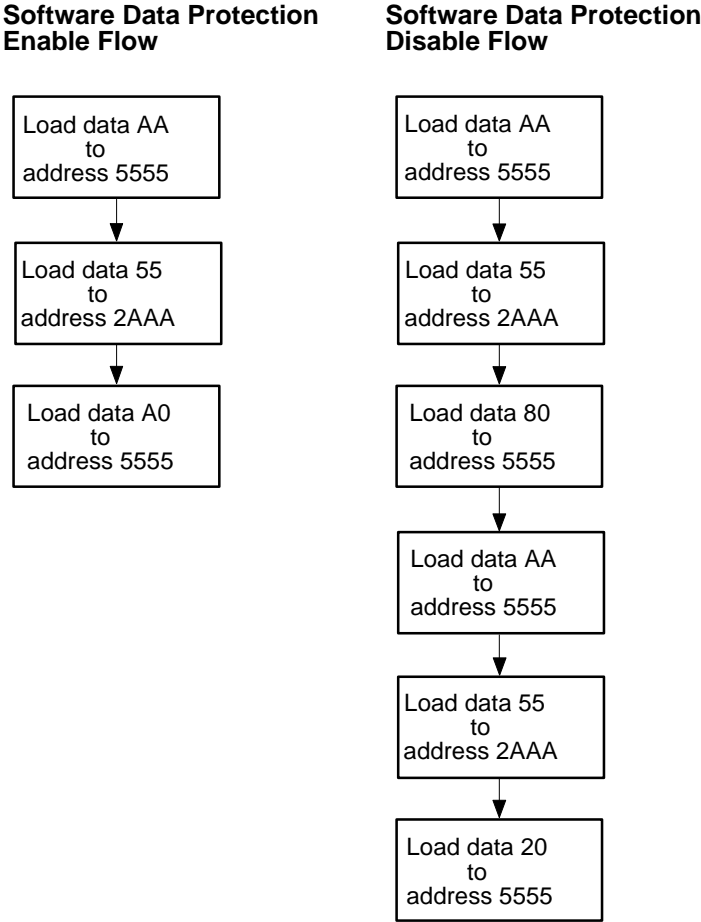 Software Data Protection
Enable Flow
Load data AA
to
address 5555
Load data 55
to
address 2AAA
Load data A0
to
address 5555
Software Data Protection
Disable Flow
Load data AA
to
address 5555
Load data 55
to
address 2AAA
Load data 80
to
address 5555
Load data AA
to
address 5555
Load data 55
to
address 2AAA
Load data 20
to
address 5555